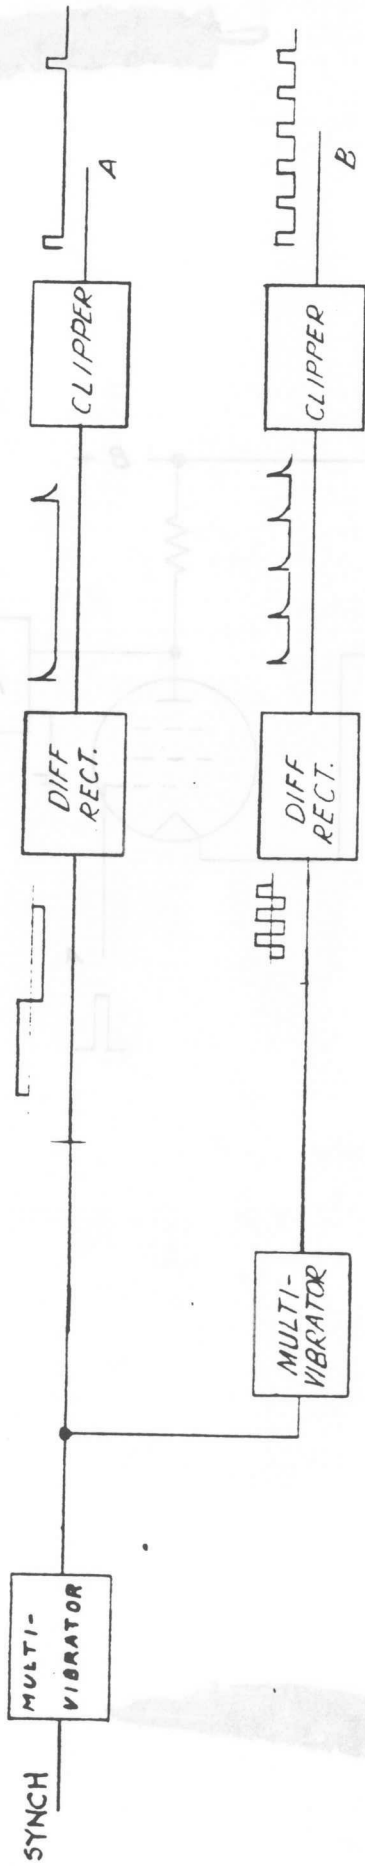 SYNCH
MULTI-
VIBRATOR
DIFF
RECT.
CLIPPER
A
MULTI-
VIBRATOR
DIFF
RECT.
CLIPPER
B